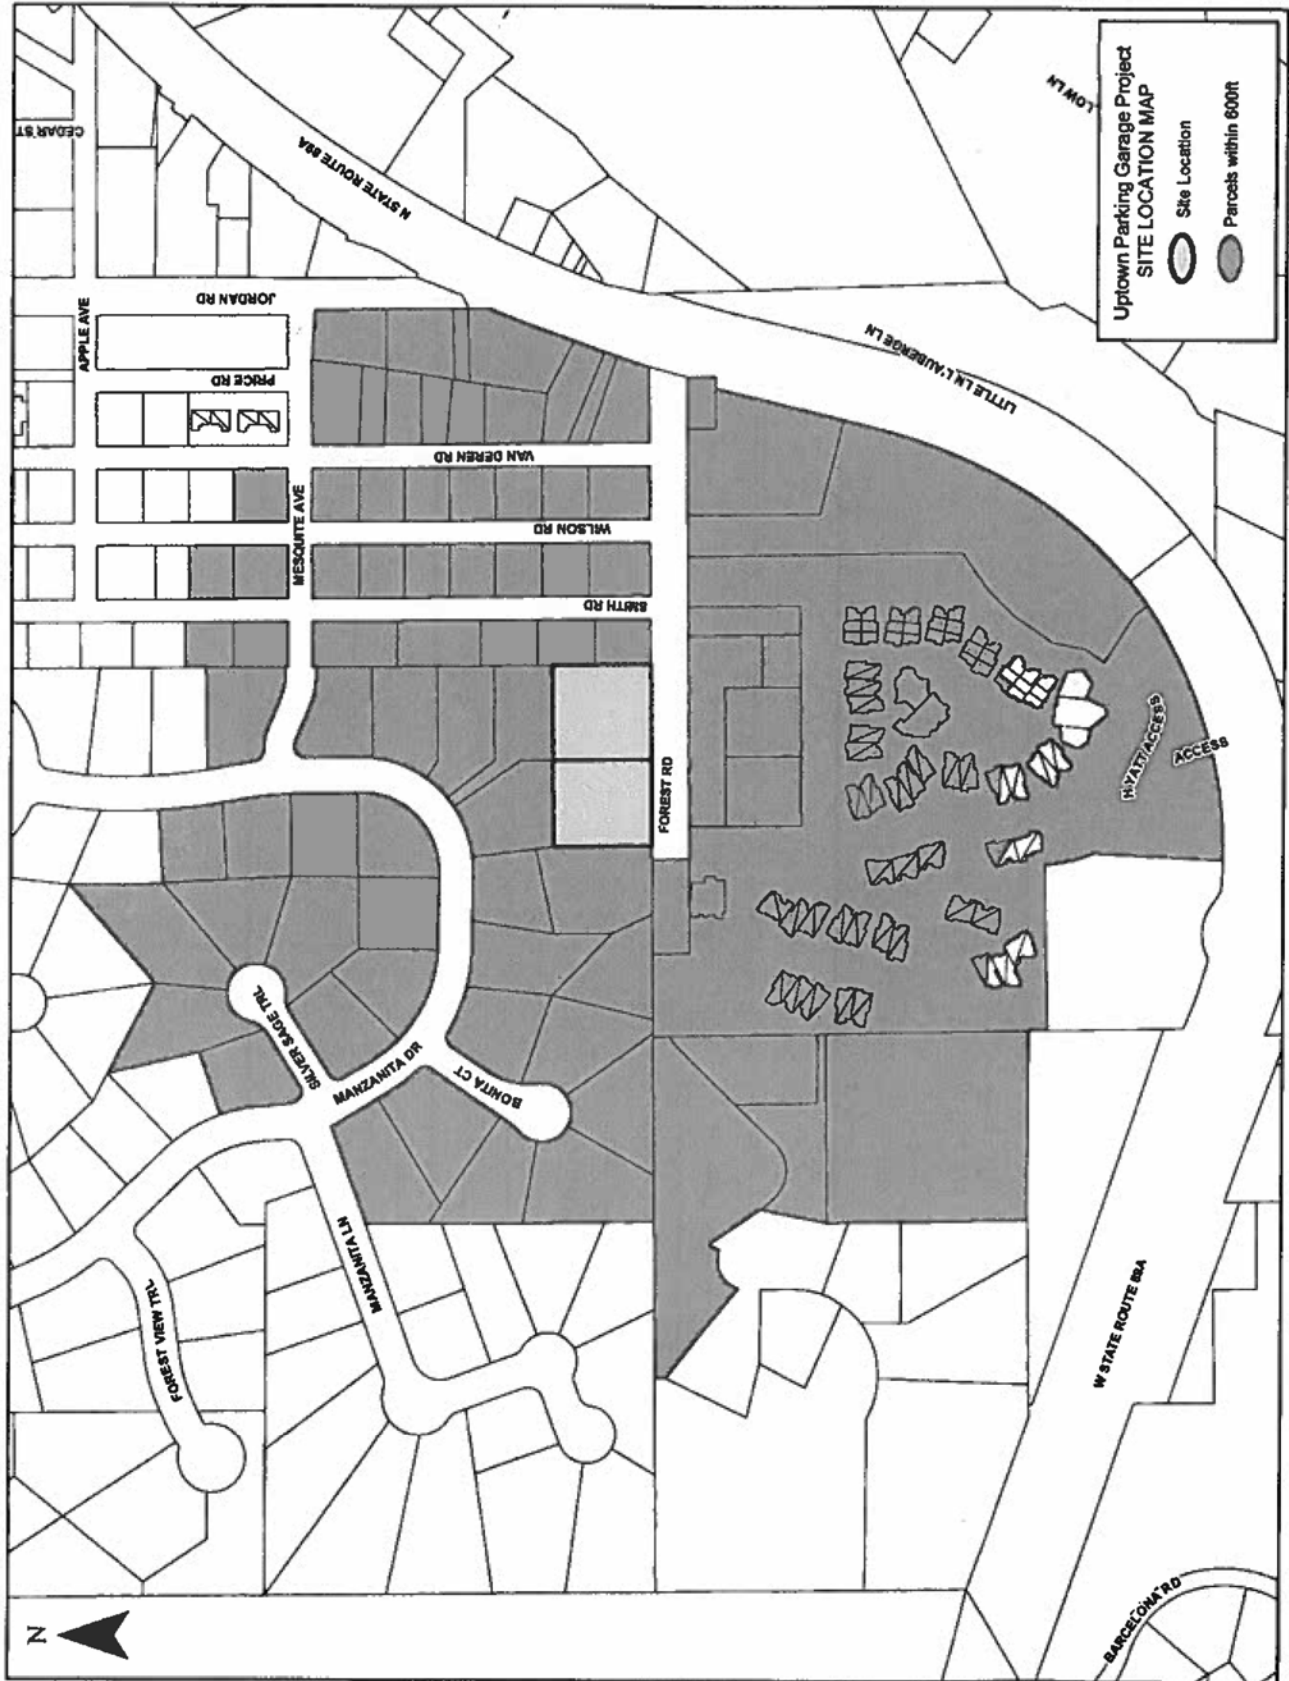 N
CEDAR ST
LOW LN
N STATE ROUTE 89A
JORDAN RD
APPLE AVE
PRICE RD
VAN DEREN RD
MESQUITE AVE
WILSON RD
SMITH RD
LITTLE LN L'AUBERGE LN
FOREST RD
HYATT/ACCESS
ACCESS
SILVER SAGE TRL
MANZANITA DR
BONITA CT
MANZANITA LN
FOREST VIEW TRL
W STATE ROUTE 89A
BARCELONA RD
Uptown Parking Garage Project
SITE LOCATION MAP
Site Location
Parcels within 600ft